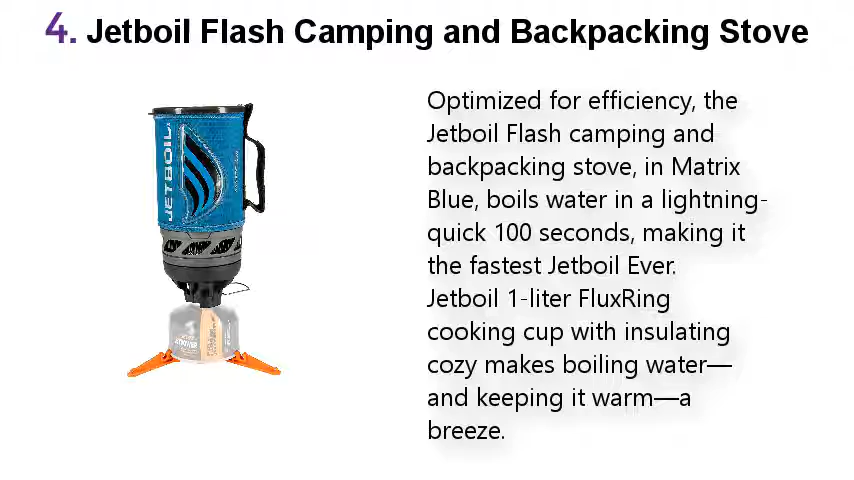 4. Jetboil Flash Camping and Backpacking Stove
Optimized for efficiency, the
Jetboil Flash camping and
backpacking stove, in Matrix
Blue, boils water in a lightning-
quick 100 seconds, making it
the fastest Jetboil Ever.
Jetboil 1-liter FluxRing
cooking cup with insulating
cozy makes boiling water—
and keeping it warm—a
breeze.
JETBOIL